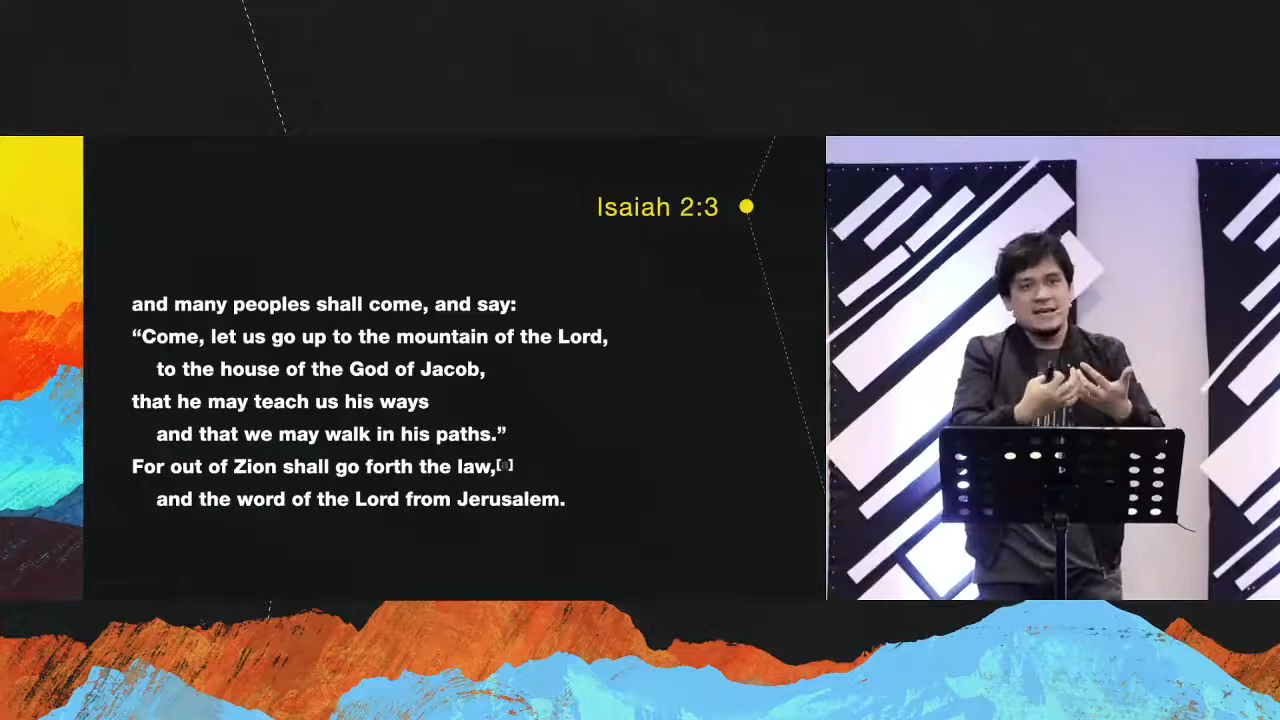 Isaiah 2:3
and many peoples shall come, and say:
“Come, let us go up to the mountain of the Lord,
to the house of the God of Jacob,
that he may teach us his ways
and that we may walk in his paths.”
For out of Zion shall go forth the law,
and the word of the Lord from Jerusalem.